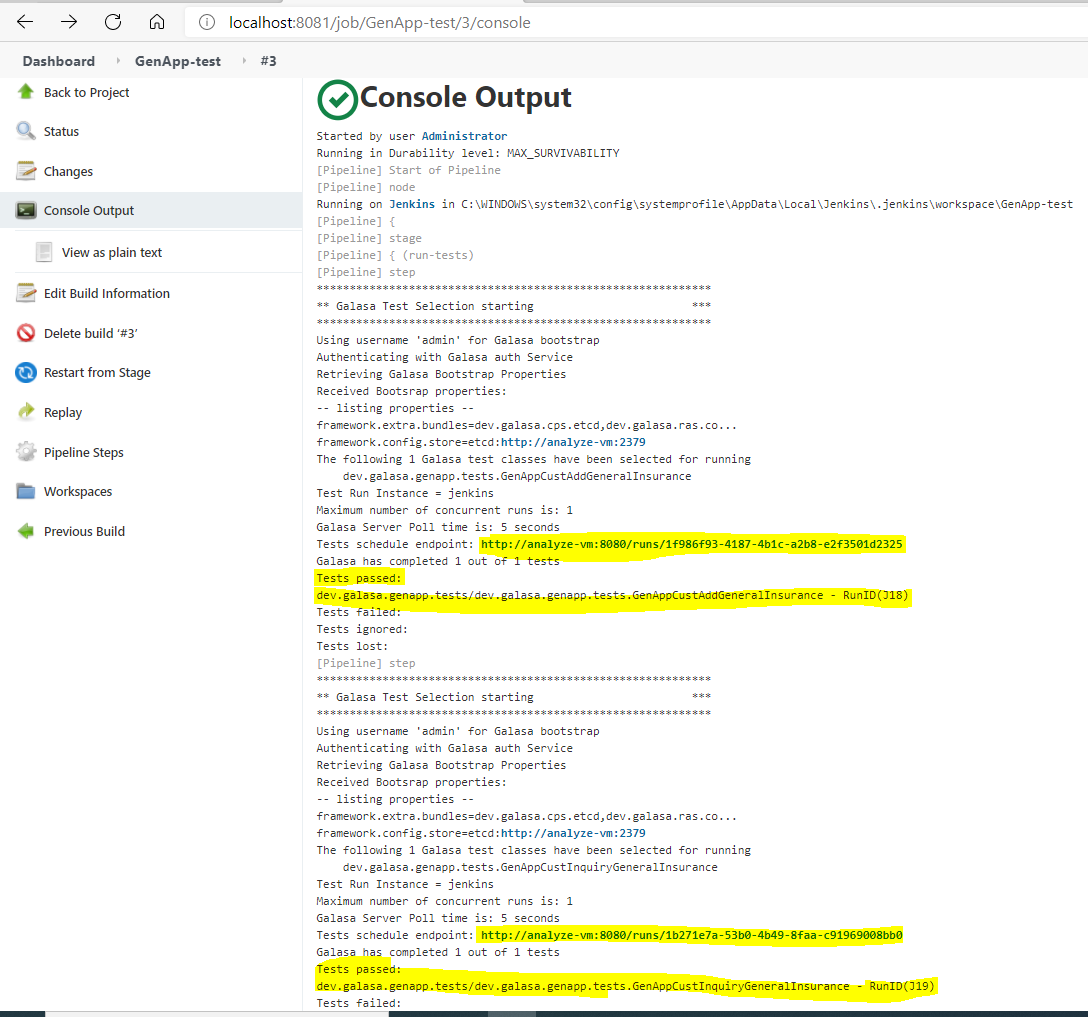 localhost:8081/job/GenApp-test/3/console
Dashboard GenApp-test #3
Back to Project
Status
Changes
Console Output
View as plain text
Edit Build Information
Delete build ‘#3’
Restart from Stage
Replay
Pipeline Steps
Workspaces
Previous Build
Console Output
Started by user Administrator
Running in Durability level: MAX_SURVIVABILITY
[Pipeline] Start of Pipeline
[Pipeline] node
Running on Jenkins in C:\WINDOWS\system32\config\systemprofile\AppData\Local\Jenkins\.jenkins\workspace\GenApp-test
[Pipeline] {
[Pipeline] stage
[Pipeline] { (run-tests)
[Pipeline] step
************************************************************
** Galasa Test Selection starting                        ***
************************************************************
Using username 'admin' for Galasa bootstrap
Authenticating with Galasa auth Service
Retrieving Galasa Bootstrap Properties
Received Bootsrap properties:
-- listing properties --
framework.extra.bundles=dev.galasa.cps.etcd,dev.galasa.ras.co...
framework.config.store=etcd:http://analyze-vm:2379
The following 1 Galasa test classes have been selected for running
dev.galasa.genapp.tests.GenAppCustAddGeneralInsurance
Test Run Instance = jenkins
Maximum number of concurrent runs is: 1
Galasa Server Poll time is: 5 seconds
Tests schedule endpoint: http://analyze-vm:8080/runs/1f986f93-4187-4b1c-a2b8-e2f3501d2325
Galasa has completed 1 out of 1 tests
Tests passed:
dev.galasa.genapp.tests/dev.galasa.genapp.tests.GenAppCustAddGeneralInsurance - RunID(J18)
Tests failed:
Tests ignored:
Tests lost:
[Pipeline] step
************************************************************
** Galasa Test Selection starting                        ***
************************************************************
Using username 'admin' for Galasa bootstrap
Authenticating with Galasa auth Service
Retrieving Galasa Bootstrap Properties
Received Bootsrap properties:
-- listing properties --
framework.extra.bundles=dev.galasa.cps.etcd,dev.galasa.ras.co...
framework.config.store=etcd:http://analyze-vm:2379
The following 1 Galasa test classes have been selected for running
dev.galasa.genapp.tests.GenAppCustInquiryGeneralInsurance
Test Run Instance = jenkins
Maximum number of concurrent runs is: 1
Galasa Server Poll time is: 5 seconds
Tests schedule endpoint: http://analyze-vm:8080/runs/1b271e7a-53b0-4b49-8faa-c91969008bb0
Galasa has completed 1 out of 1 tests
Tests passed:
dev.galasa.genapp.tests/dev.galasa.genapp.tests.GenAppCustInquiryGeneralInsurance - RunID(J19)
Tests failed: